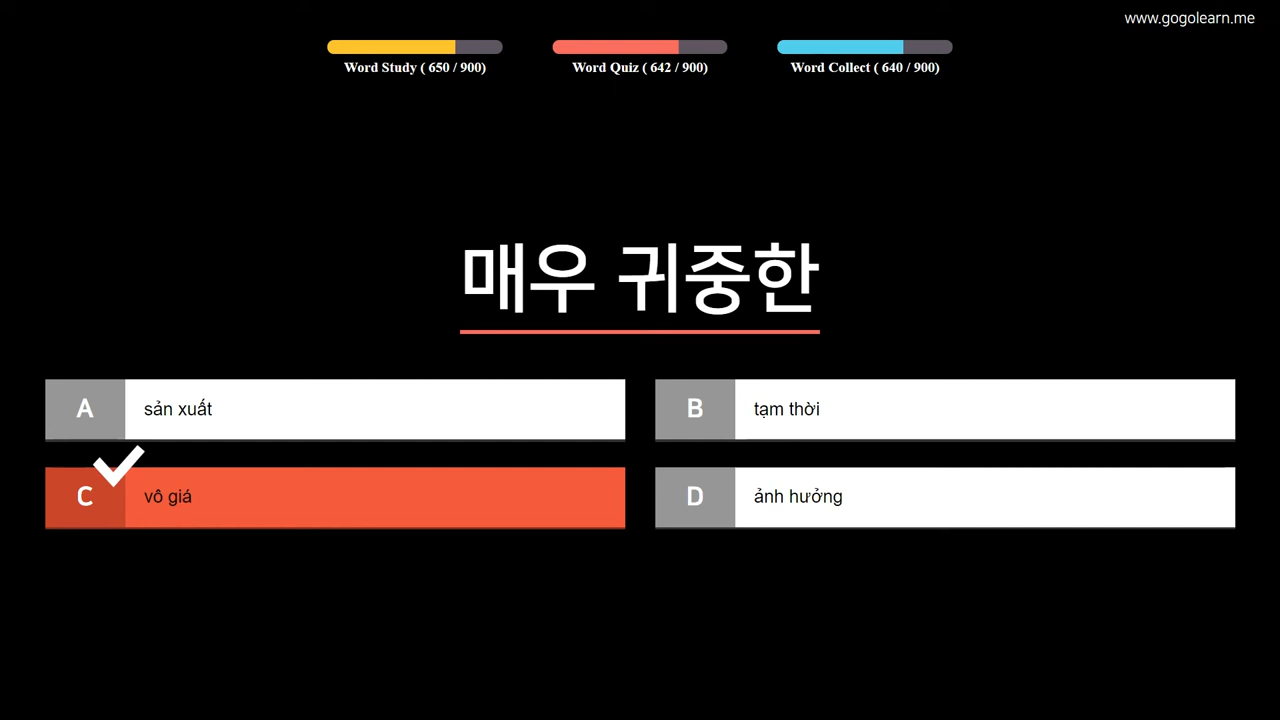 www.gogolearn.me
Word Study ( 650 / 900)
Word Quiz ( 642 / 900)
Word Collect ( 640 / 900)
매우 귀중한
A sản xuất
B tạm thời
C vô giá
D ảnh hưởng